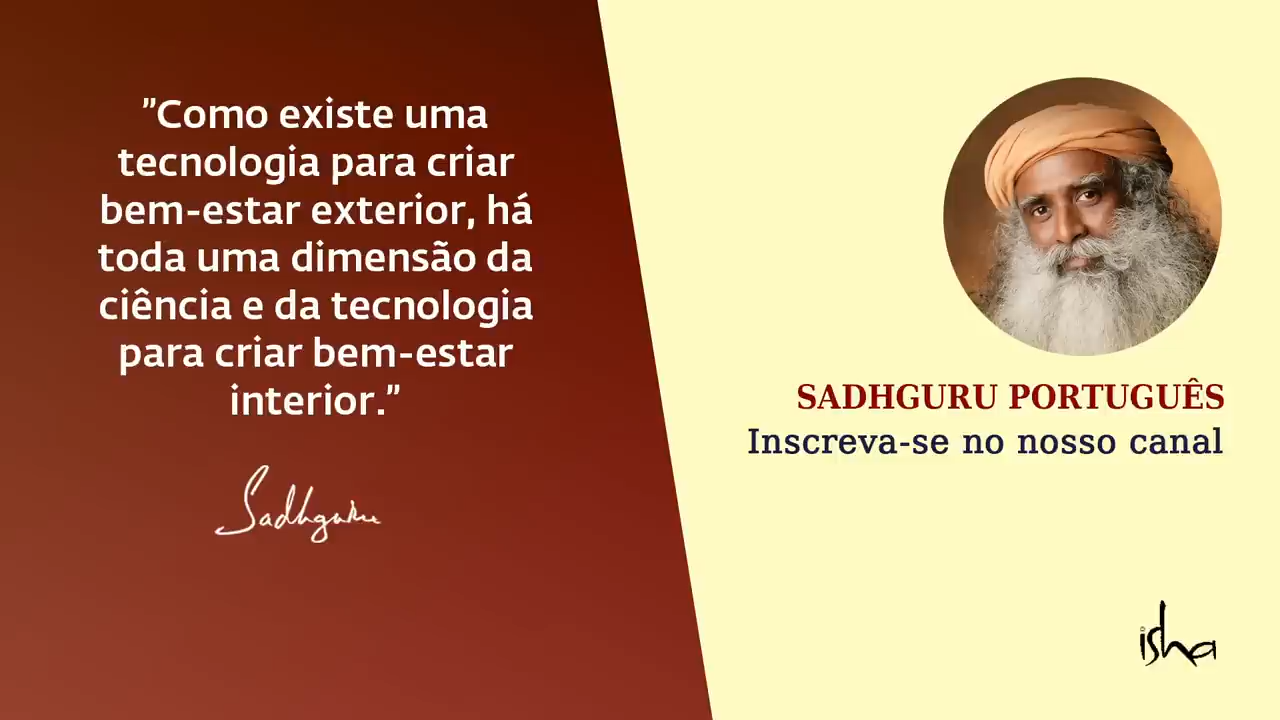 "Como existe uma
tecnologia para criar
bem-estar exterior, há
toda uma dimensão da
ciência e da tecnologia
para criar bem-estar
interior."
Sadhguru
SADHGURU PORTUGUÊS
Inscreva-se no nosso canal
isha